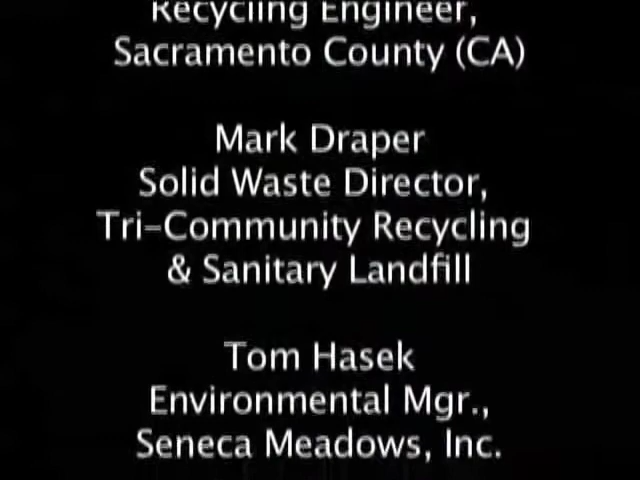 Recycling Engineer,
Sacramento County (CA)
Mark Draper
Solid Waste Director,
Tri-Community Recycling
& Sanitary Landfill
Tom Hasek
Environmental Mgr.,
Seneca Meadows, Inc.